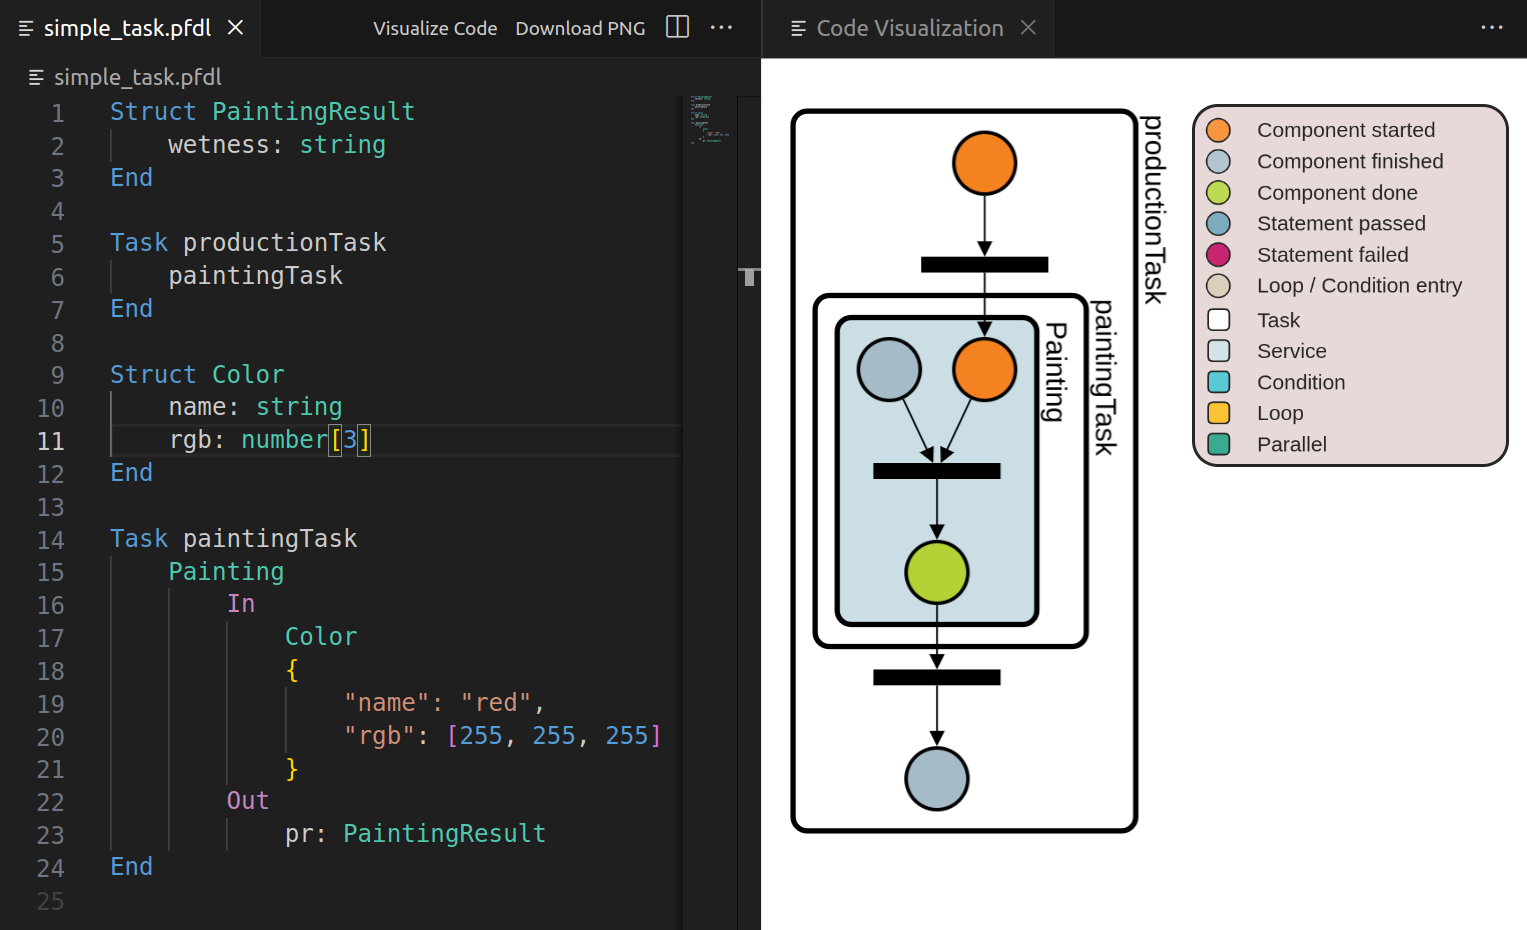 simple_task.pfdl
Visualize Code
Download PNG
simple_task.pfdl
1 Struct PaintingResult
2 wetness: string
3 End
4
5 Task productionTask
6 paintingTask
7 End
8
9 Struct Color
10 name: string
11 rgb: number[3]
12 End
13
14 Task paintingTask
15 Painting
16 In
17 Color
18 {
19 "name": "red",
20 "rgb": [255, 255, 255]
21 }
22 Out
23 pr: PaintingResult
24 End
25
Code Visualization
productionTask
paintingTask
Painting
Component started
Component finished
Component done
Statement passed
Statement failed
Loop / Condition entry
Task
Service
Condition
Loop
Parallel